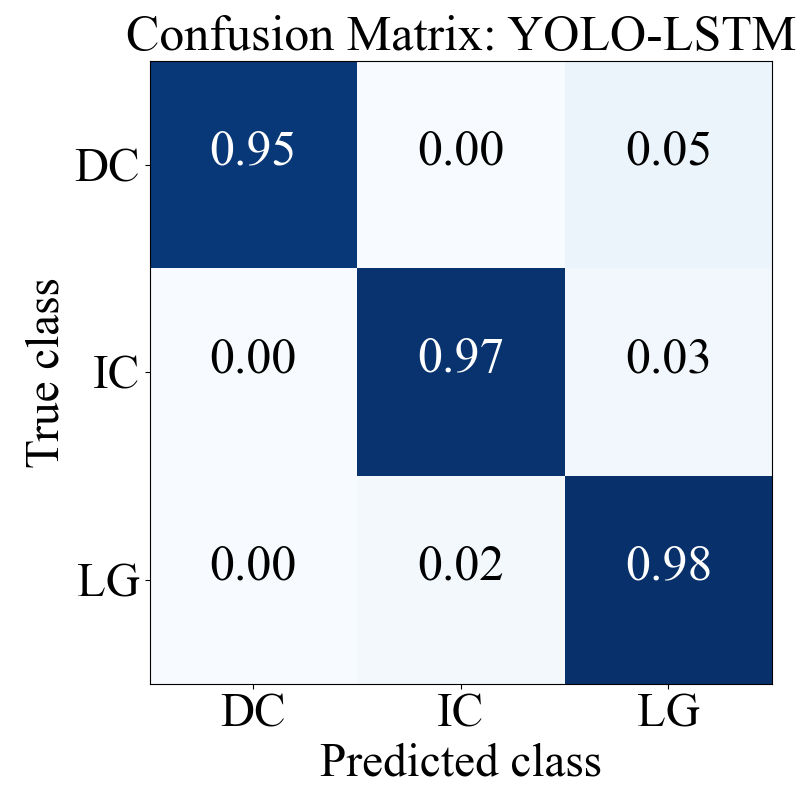 Confusion Matrix: YOLO-LSTM
DC 0.95 0.00 0.05
IC 0.00 0.97 0.03
LG 0.00 0.02 0.98
True class
DC IC LG
Predicted class